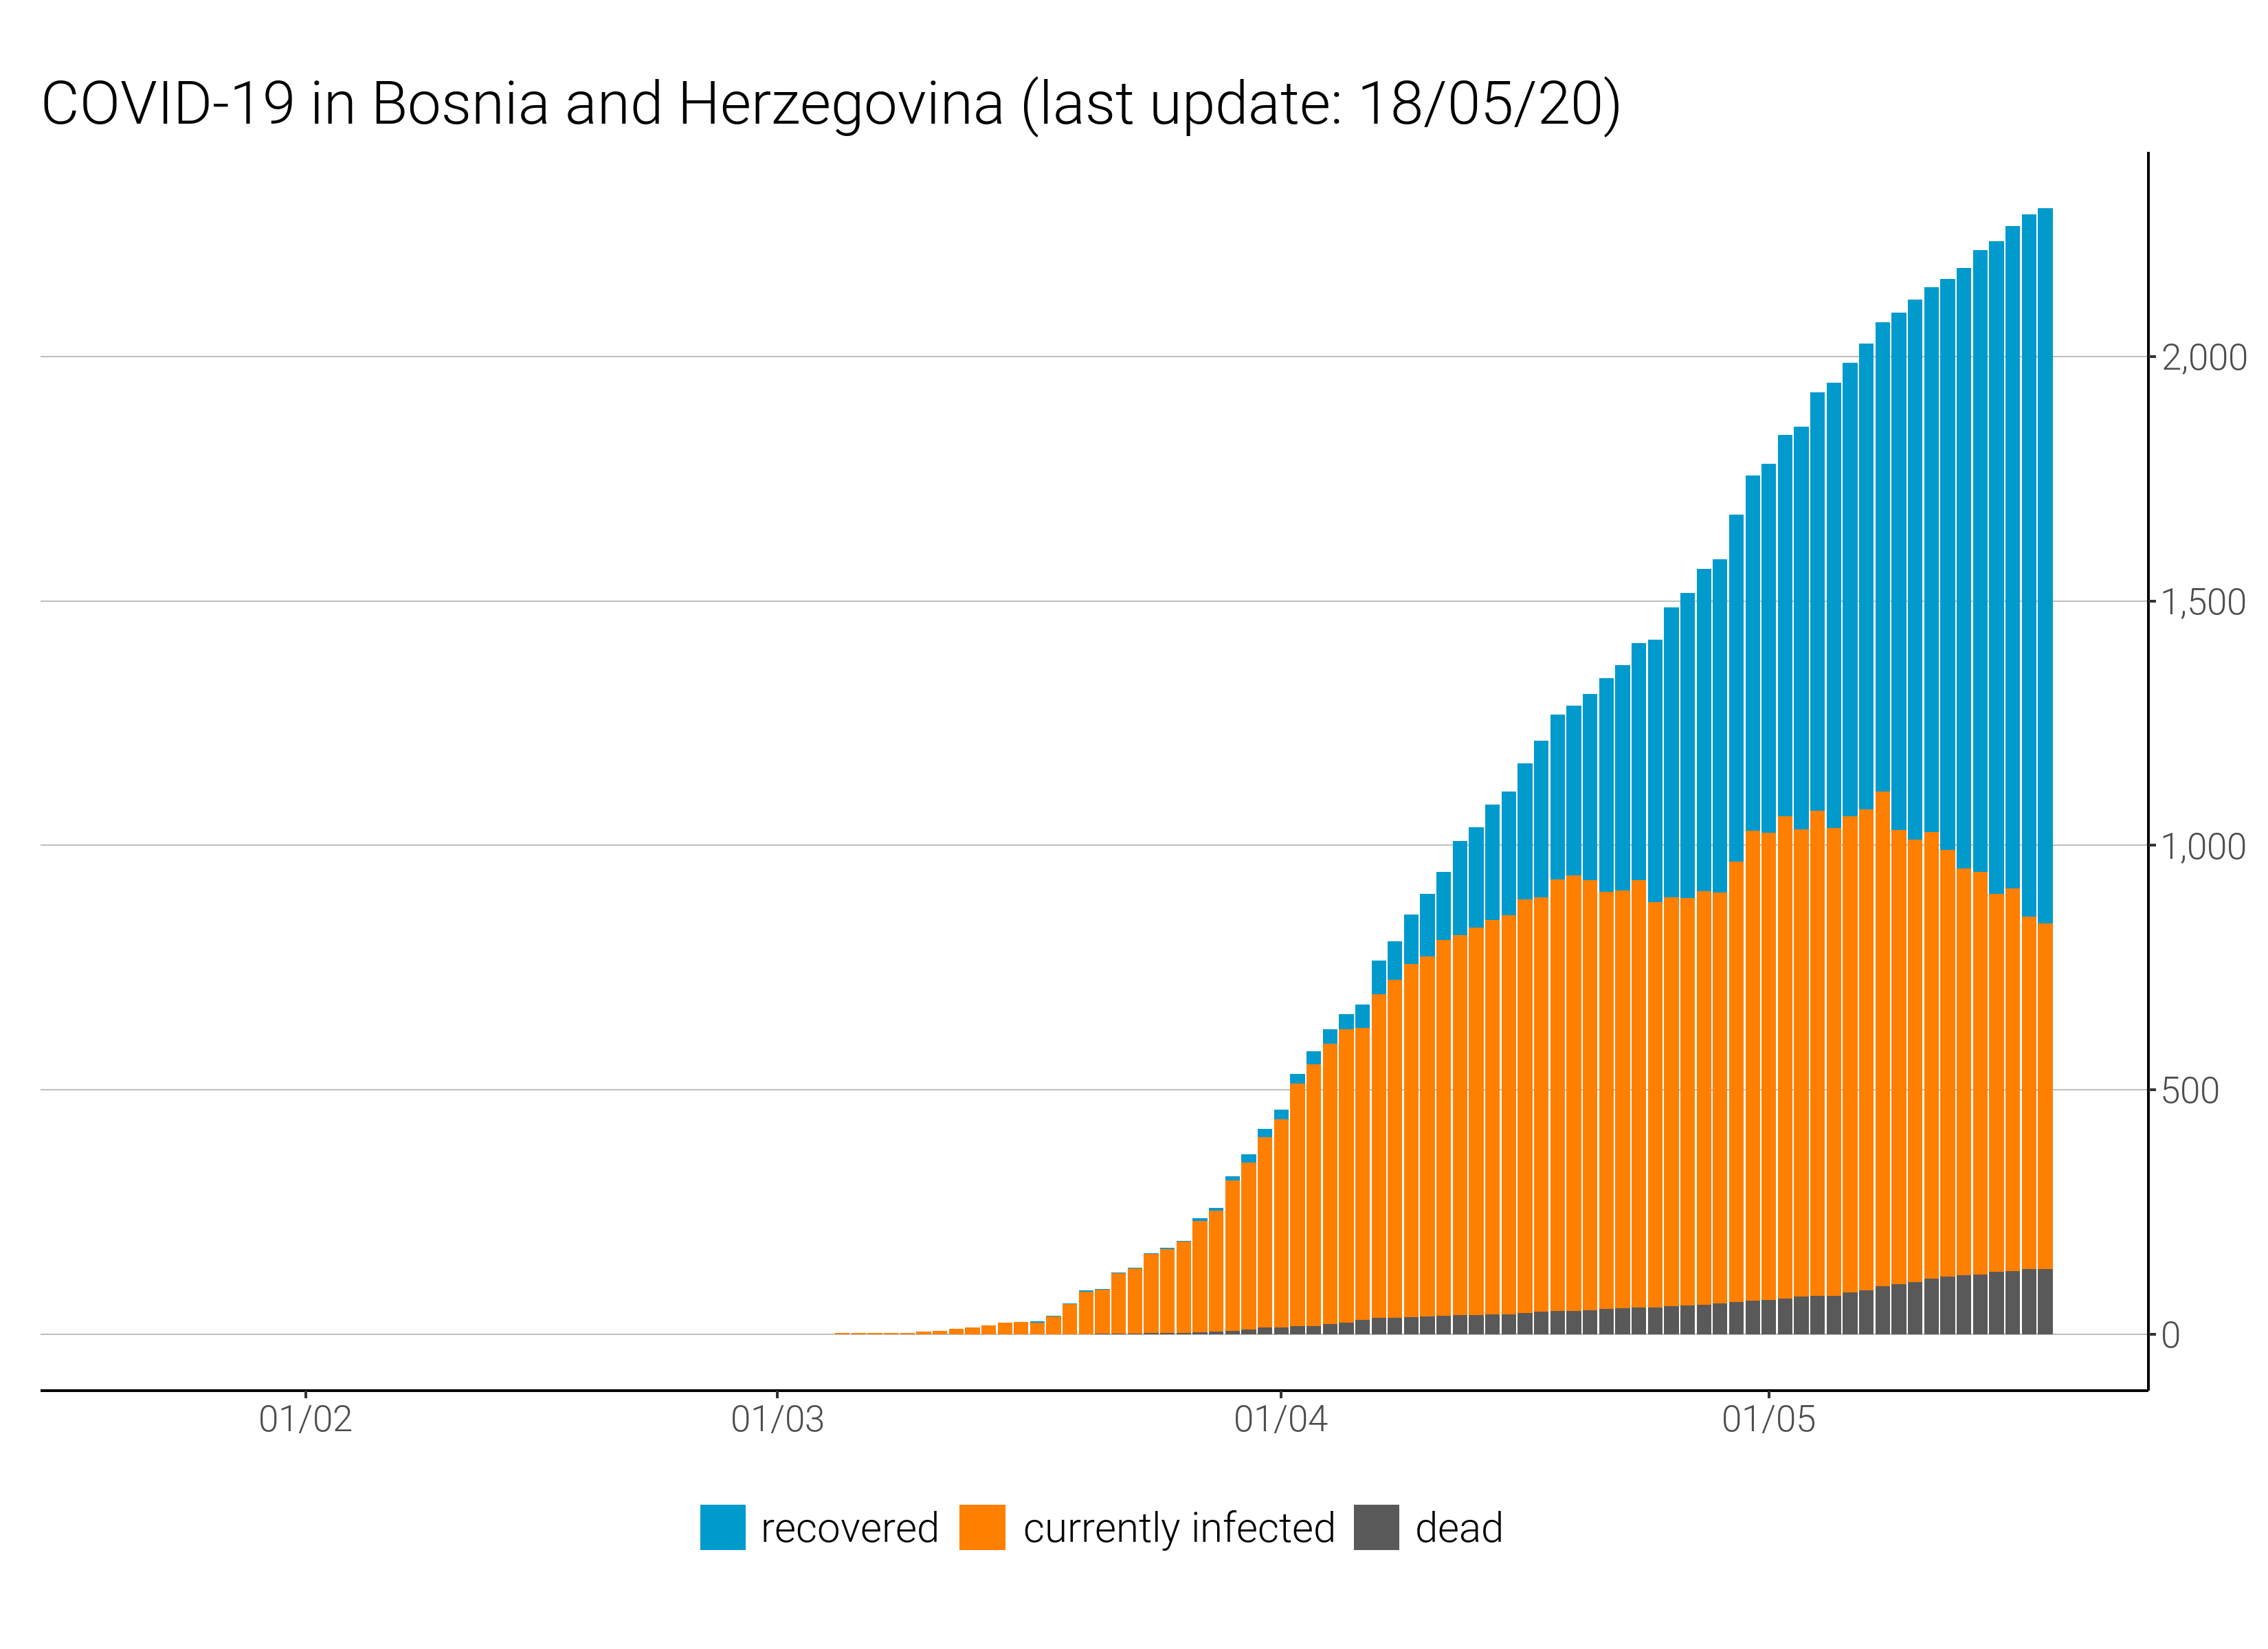 COVID-19 in Bosnia and Herzegovina (last update: 18/05/20)
2,000
1,500
1,000
500
0
01/02 01/03 01/04 01/05
recovered currently infected dead